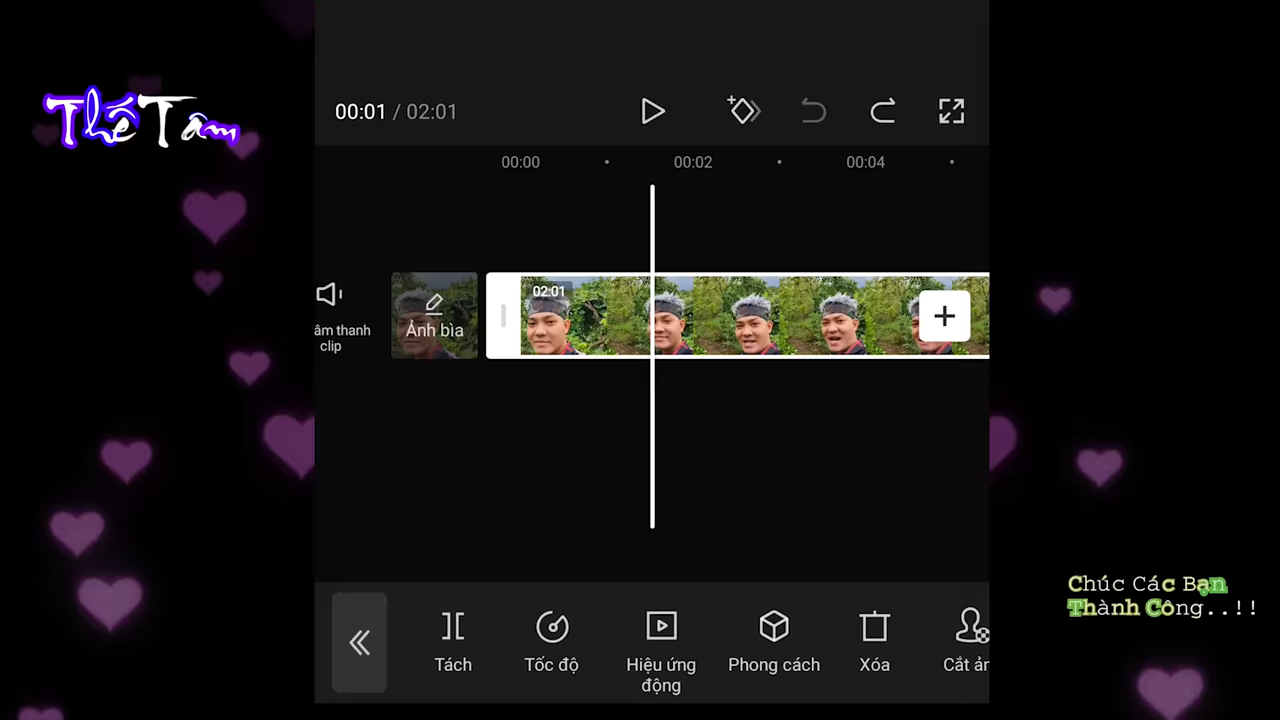 Thế Tâm
00:01 / 02:01
00:00
00:02
00:04
02:01
âm thanh
clip
Ảnh bìa
Chúc Các Bạn
Thành Công..!!
Tách
Tốc độ
Hiệu ứng
động
Phong cách
Xóa
Cắt ản